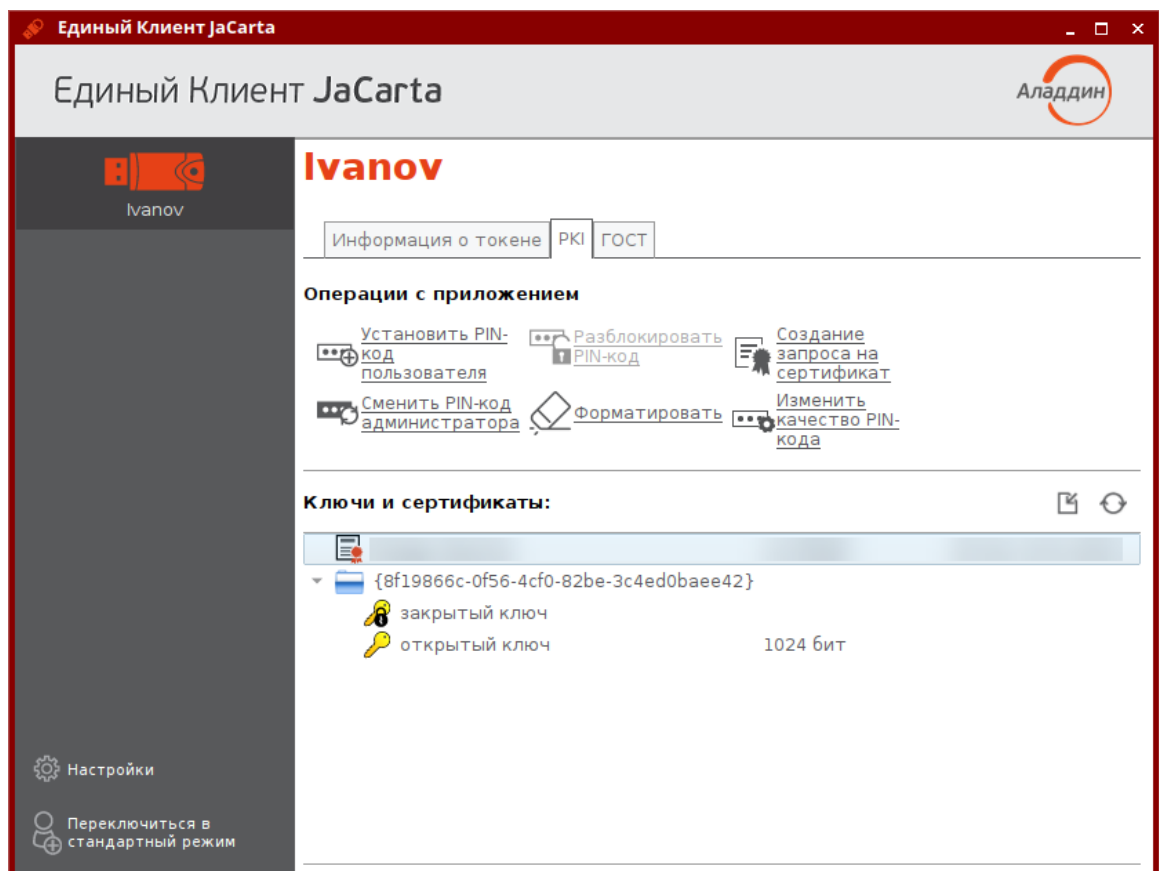 Единый Клиент JaCarta
Единый Клиент JaCarta
Аладдин
Ivanov
Ivanov
Информация о токене
PKI
ГОСТ
Операции с приложением
Установить PIN-
код
пользователя
Разблокировать
PIN-код
Создание
запроса на
сертификат
Сменить PIN-код
администратора
Форматировать
Изменить
качество PIN-
кода
Ключи и сертификаты:
{8f19866c-0f56-4cf0-82be-3c4ed0baee42}
закрытый ключ
открытый ключ 1024 бит
Настройки
Переключиться в
стандартный режим